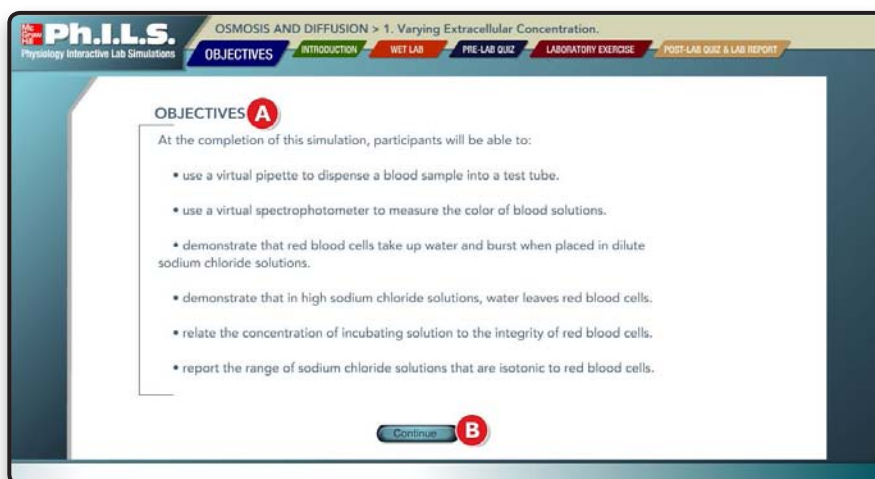 Mc
Graw
Hill
Ph.I.L.S.
Physiology Interactive Lab Simulations
OSMOSIS AND DIFFUSION > 1. Varying Extracellular Concentration.
OBJECTIVES
INTRODUCTION
WET LAB
PRE-LAB QUIZ
LABORATORY EXERCISE
POST-LAB QUIZ & LAB REPORT
OBJECTIVES A
At the completion of this simulation, participants will be able to:
• use a virtual pipette to dispense a blood sample into a test tube.
• use a virtual spectrophotometer to measure the color of blood solutions.
• demonstrate that red blood cells take up water and burst when placed in dilute
sodium chloride solutions.
• demonstrate that in high sodium chloride solutions, water leaves red blood cells.
• relate the concentration of incubating solution to the integrity of red blood cells.
• report the range of sodium chloride solutions that are isotonic to red blood cells.
Continue B